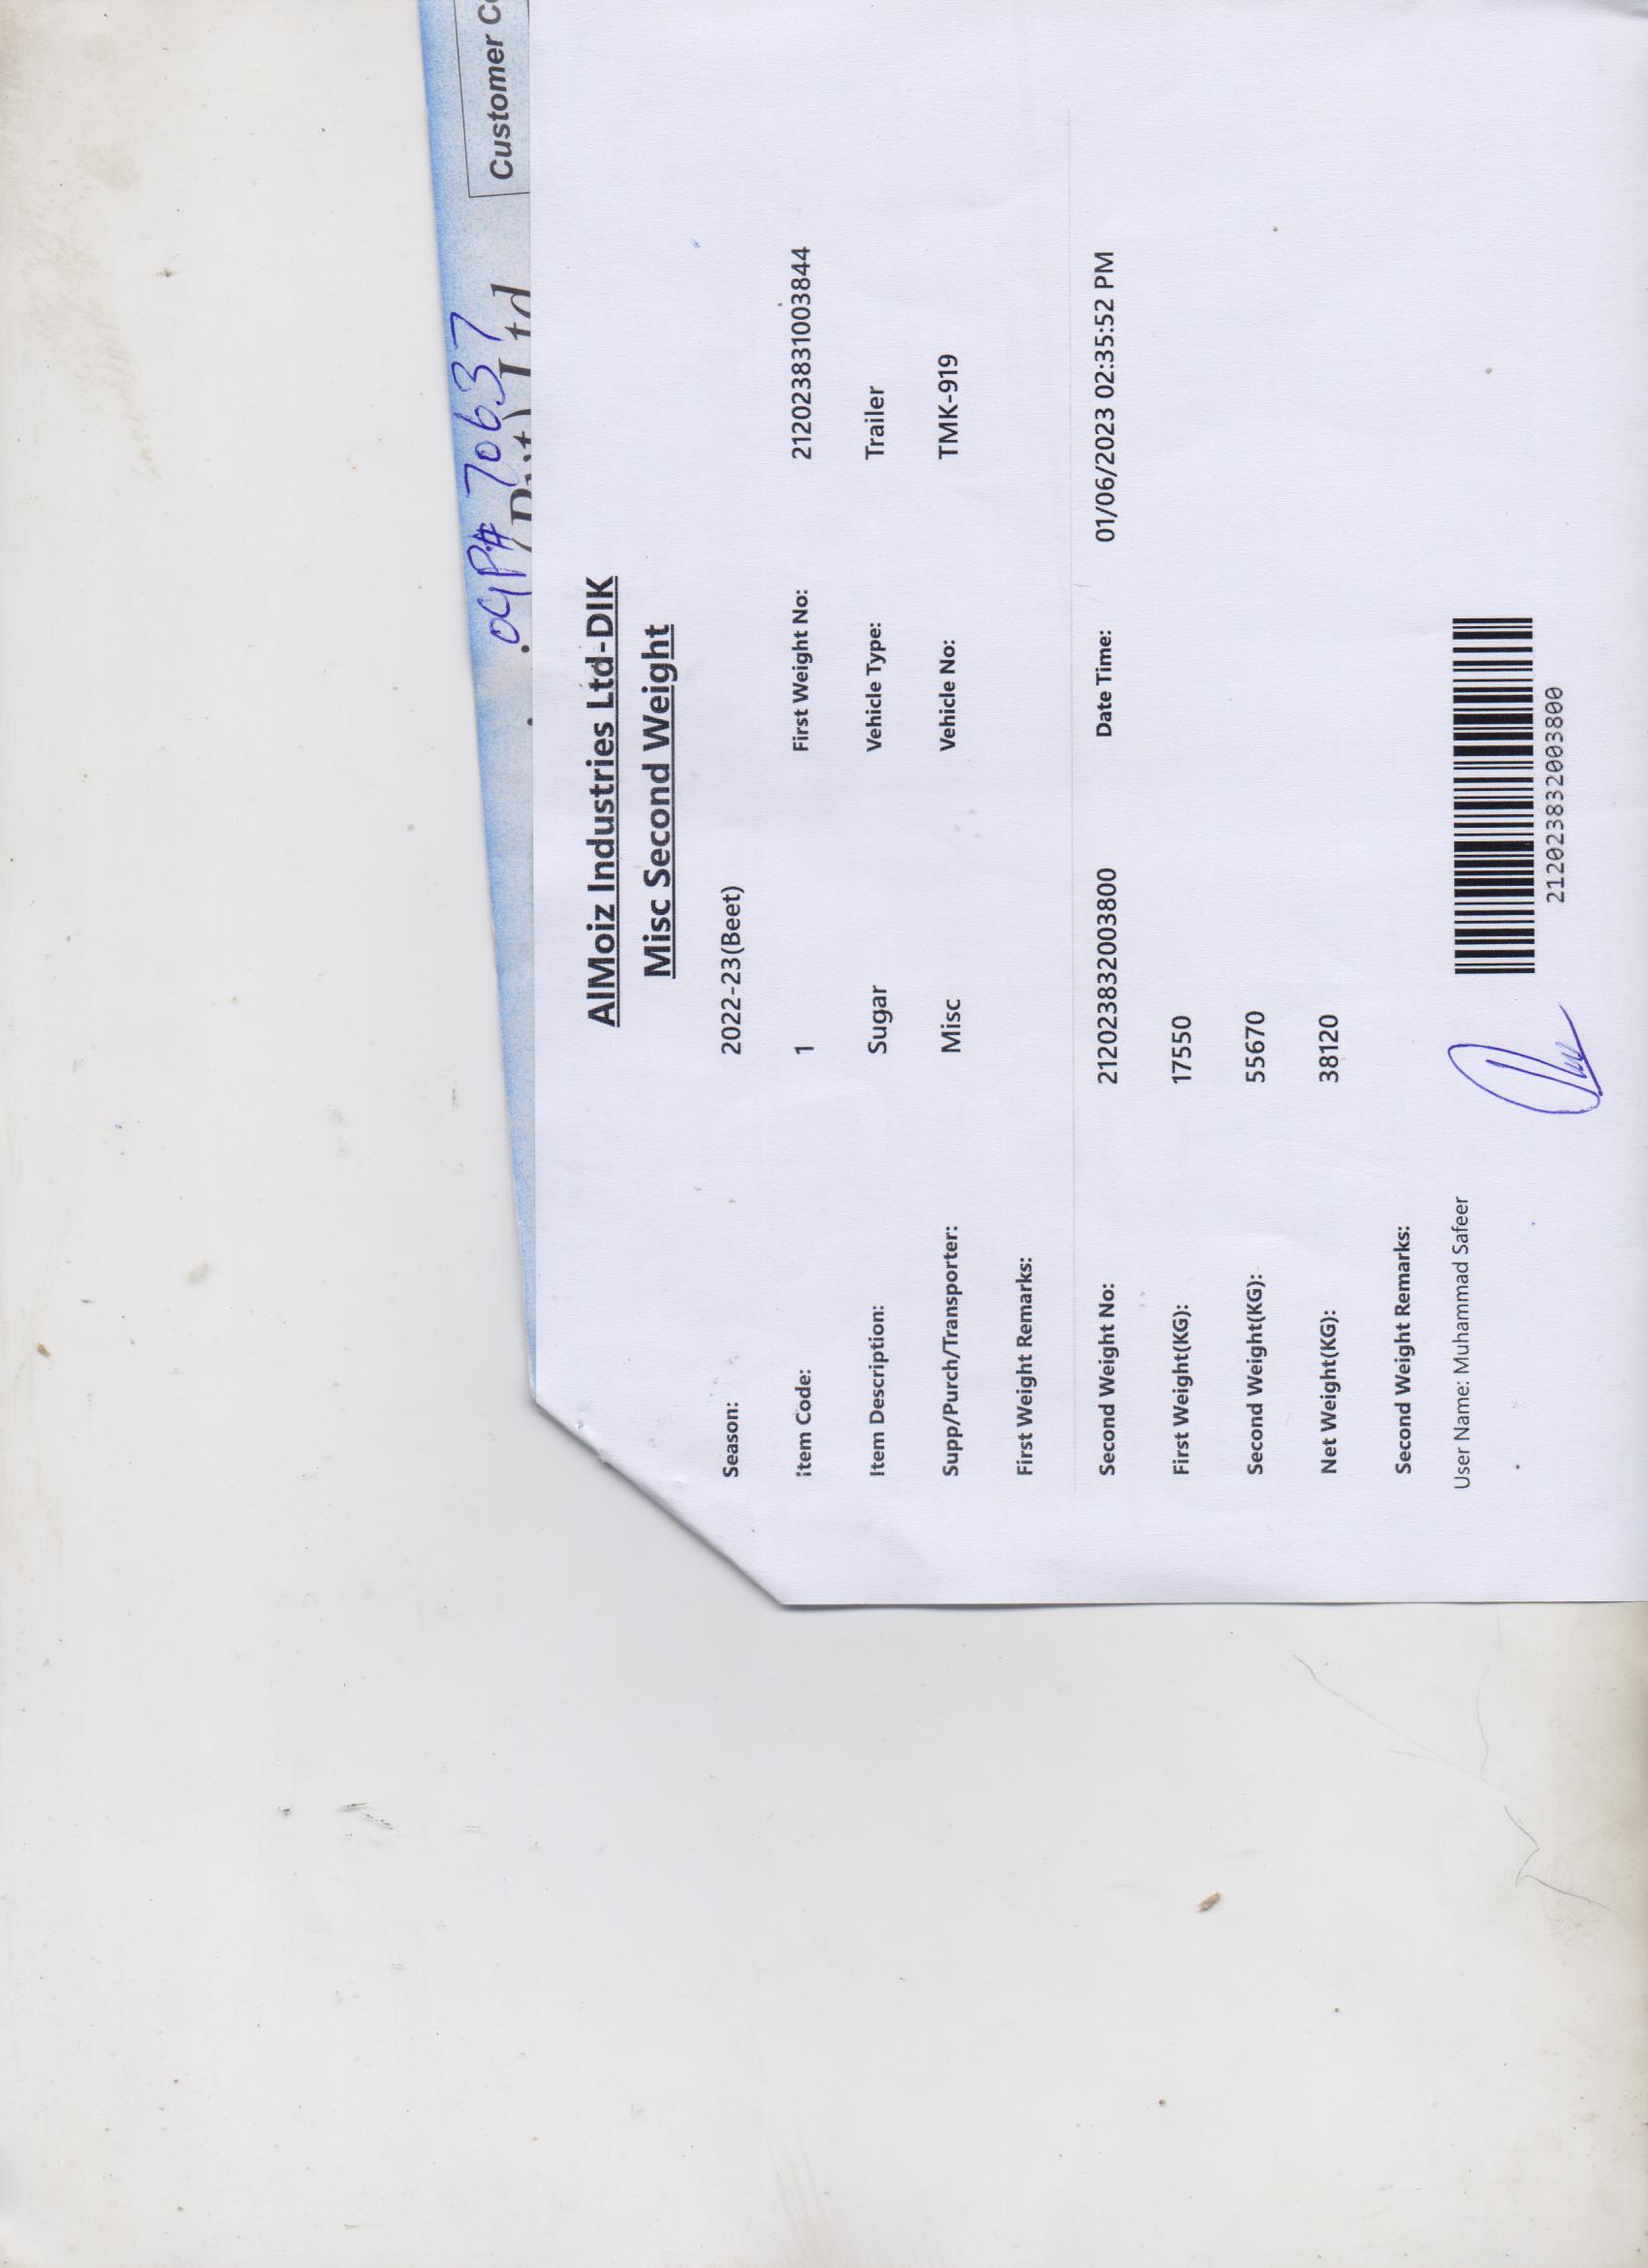 Customer
OGP# 70637
(Pvt) Ltd
AlMoiz Industries Ltd-DIK
Misc Second Weight
Season: 2022-23(Beet)
Item Code: 1 First Weight No: 2120238310038​44
Item Description: Sugar Vehicle Type: Trailer
Supp/Purch/Transporter: Misc Vehicle No: TMK-919
First Weight Remarks:
Second Weight No: 212023832003800 Date Time: 01/06/2023 02:35:52 PM
First Weight(KG): 17550
Second Weight(KG): 55670
Net Weight(KG): 38120
Second Weight Remarks:
User Name: Muhammad Safeer
212023832003800